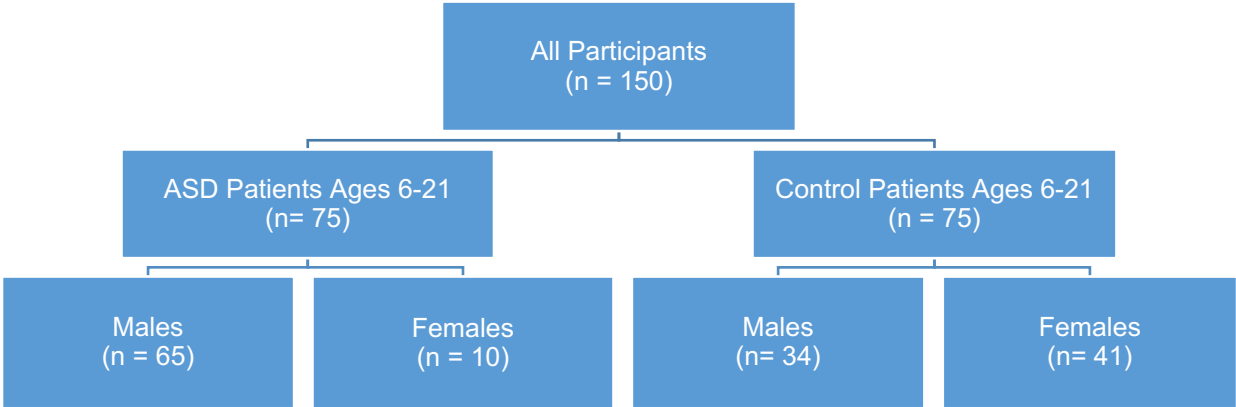 All Participants
(n = 150)
ASD Patients Ages 6-21
(n= 75)
Control Patients Ages 6-21
(n = 75)
Males
(n = 65)
Females
(n = 10)
Males
(n= 34)
Females
(n= 41)